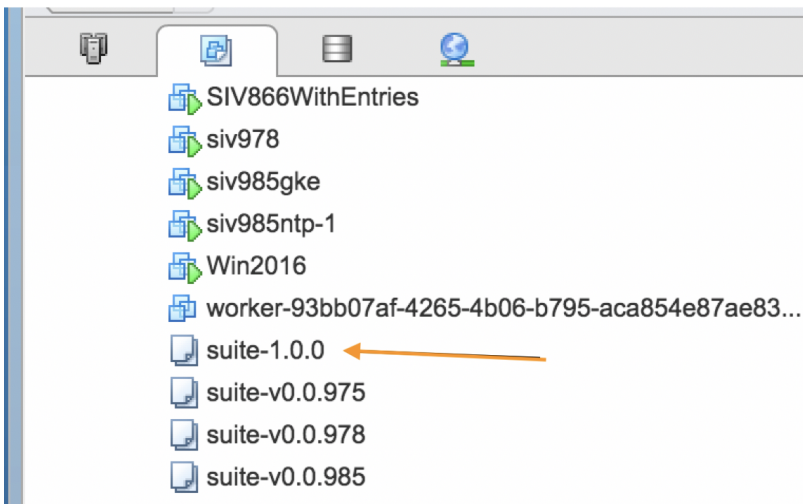 SIV866WithEntries
siv978
siv985gke
siv985ntp-1
Win2016
worker-93bb07af-4265-4b06-b795-aca854e87ae83...
suite-1.0.0
suite-v0.0.975
suite-v0.0.978
suite-v0.0.985